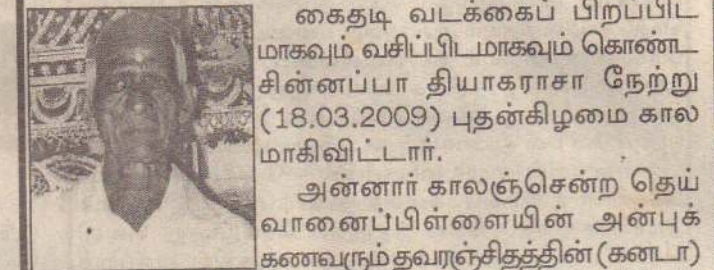 கைதடி வடக்கைப் பிறப்பிட
மாகவும் வசிப்பிடமாகவும் கொண்ட
சின்னப்பா தியாகராசா நேற்று
(18.03.2009) புதன்கிழமை கால
மாகிவிட்டார்.
அன்னார் காலஞ்சென்ற தெய்
வானைப்பிள்ளையின் அன்புக்
கணவரும் தவரஞ்சிதத்தின் (கனடா)